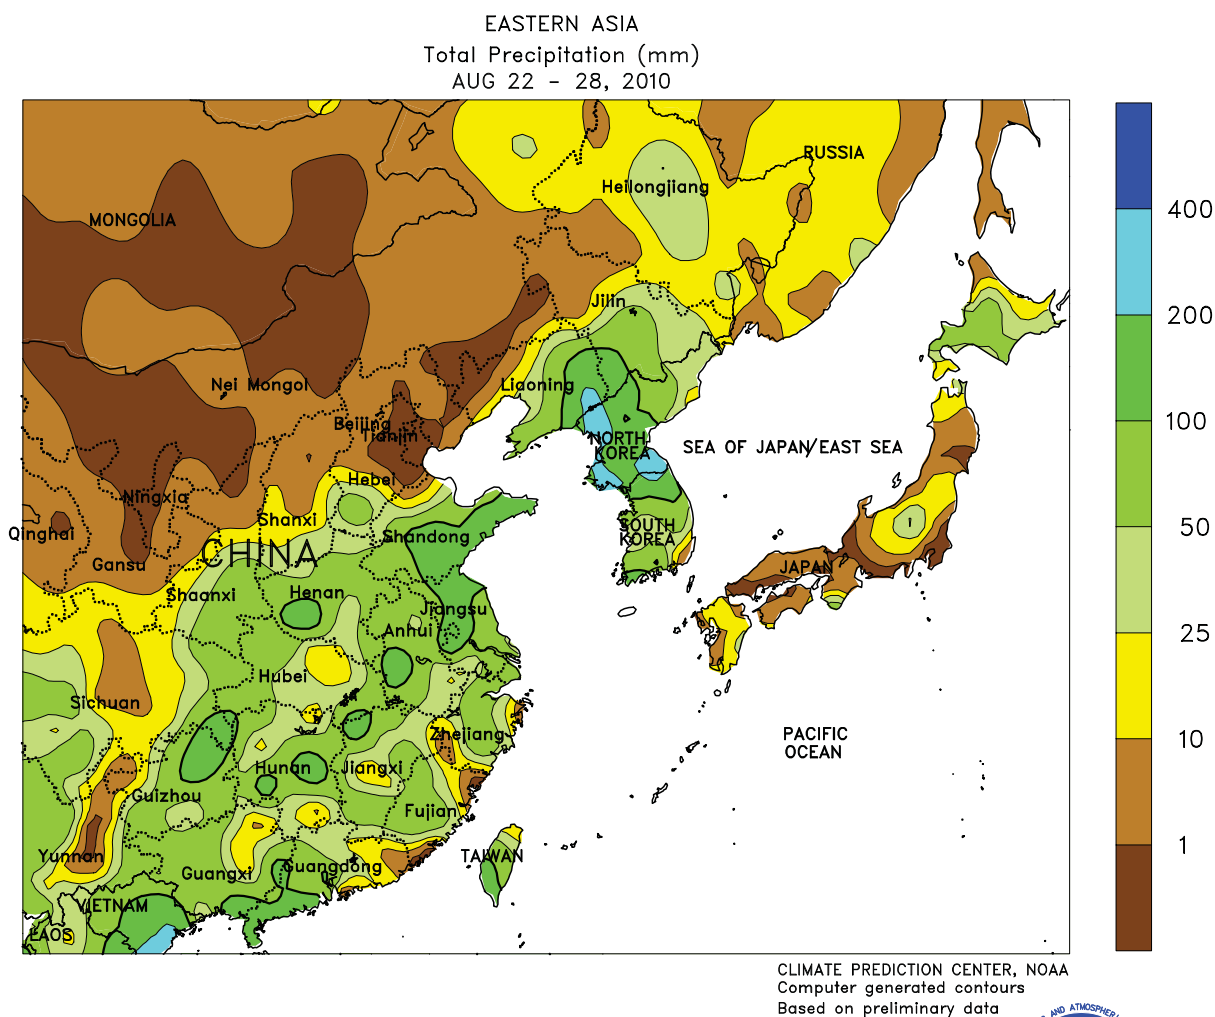 EASTERN ASIA
Total Precipitation (mm)
AUG 22 - 28, 2010
RUSSIA
Heilongjiang
MONGOLIA
400
Jilin
200
Nei Mongol
Liaoning
Beijing
Tianjin
100
NORTH
KOREA
SEA OF JAPAN/EAST SEA
Hebei
Ningxia
Shanxi
50
SOUTH
KOREA
Qinghai
Shandong
CHINA
Gansu
JAPAN
Shaanxi
Henan
Jiangsu
Anhui
25
Hubei
Sichuan
Zhejiang
PACIFIC
OCEAN
10
Hunan
Jiangxi
Guizhou
Fujian
1
Yunnan
TAIWAN
Guangxi
Guangdong
VIETNAM
LAOS
CLIMATE PREDICTION CENTER, NOAA
Computer generated contours
Based on preliminary data
AND ATMOSPHER